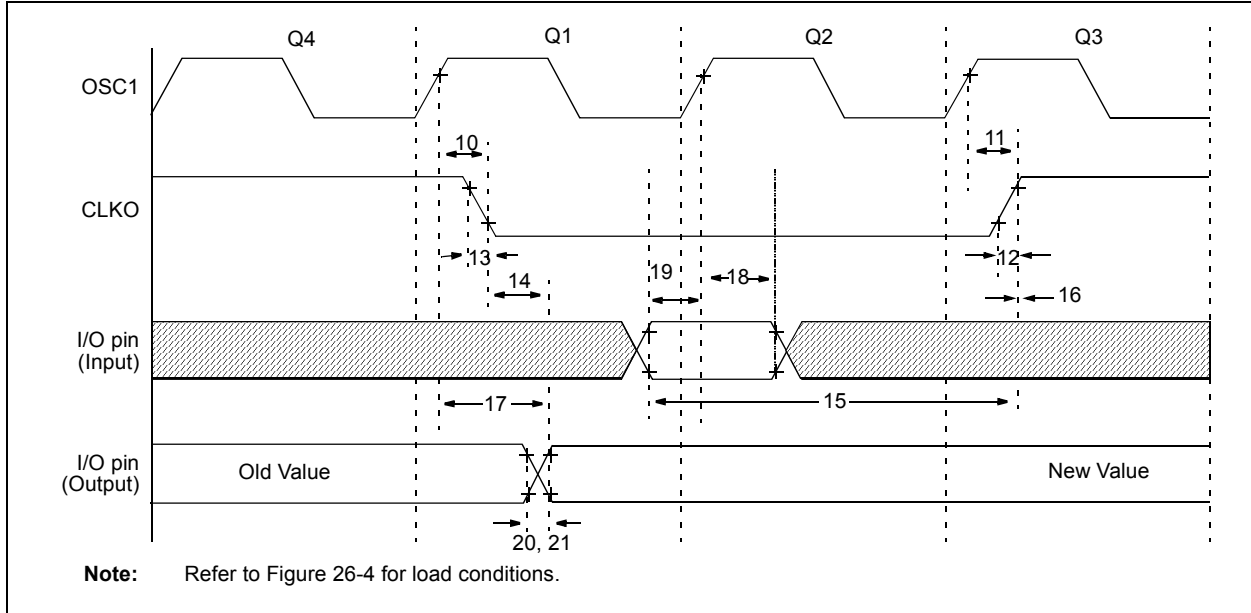 Q4 Q1 Q2 Q3
OSC1
10 11
CLKO
13 12
14 19 18 16
I/O pin
(Input)
17 15
I/O pin
(Output)
Old Value New Value
20, 21
Note: Refer to Figure 26-4 for load conditions.